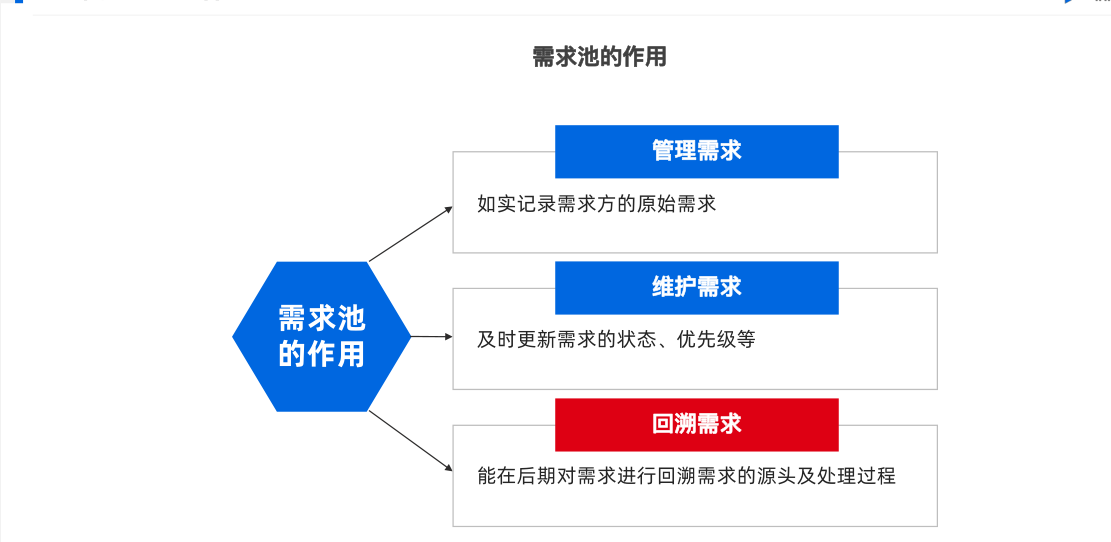 需求池的作用
管理需求
如实记录需求方的原始需求
需求池
的作用
维护需求
及时更新需求的状态、优先级等
回溯需求
能在后期对需求进行回溯需求的源头及处理过程